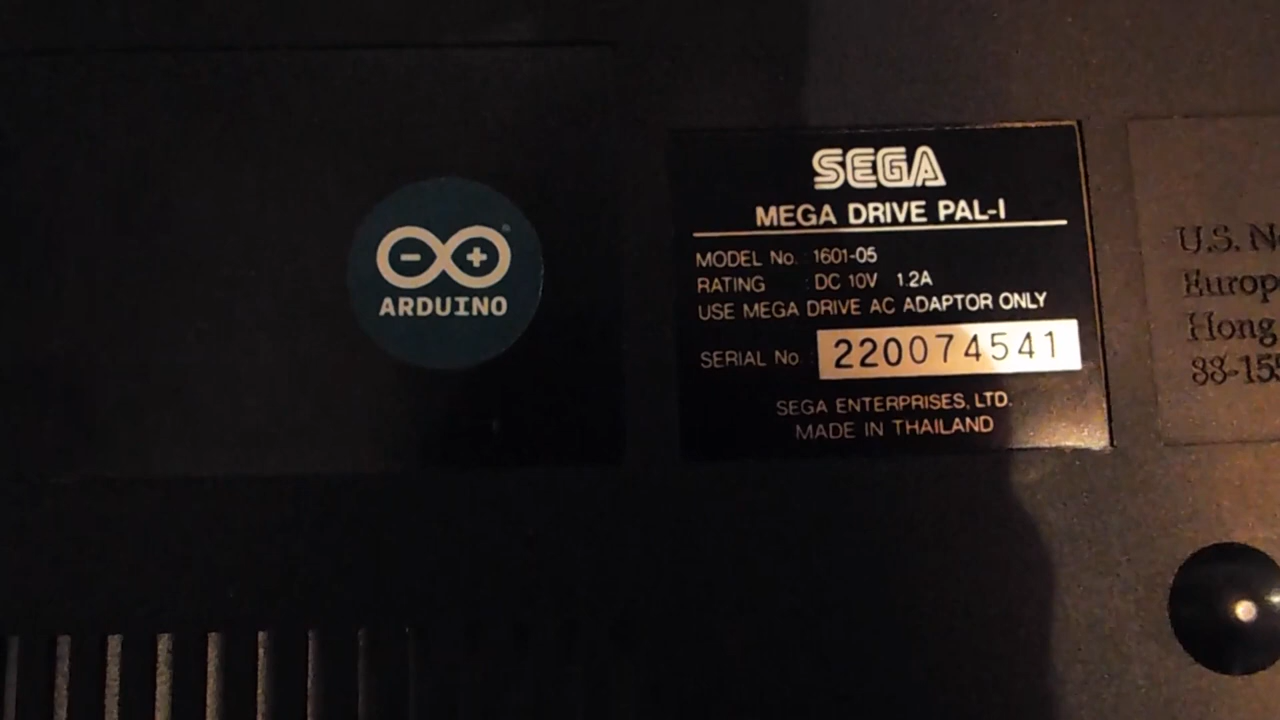 ARDUINO
SEGA
MEGA DRIVE PAL-I
MODEL No. : 1601-05
RATING : DC 10V 1.2A
USE MEGA DRIVE AC ADAPTOR ONLY
SERIAL No. : 220074541
SEGA ENTERPRISES, LTD.
MADE IN THAILAND
U.S.
Hong